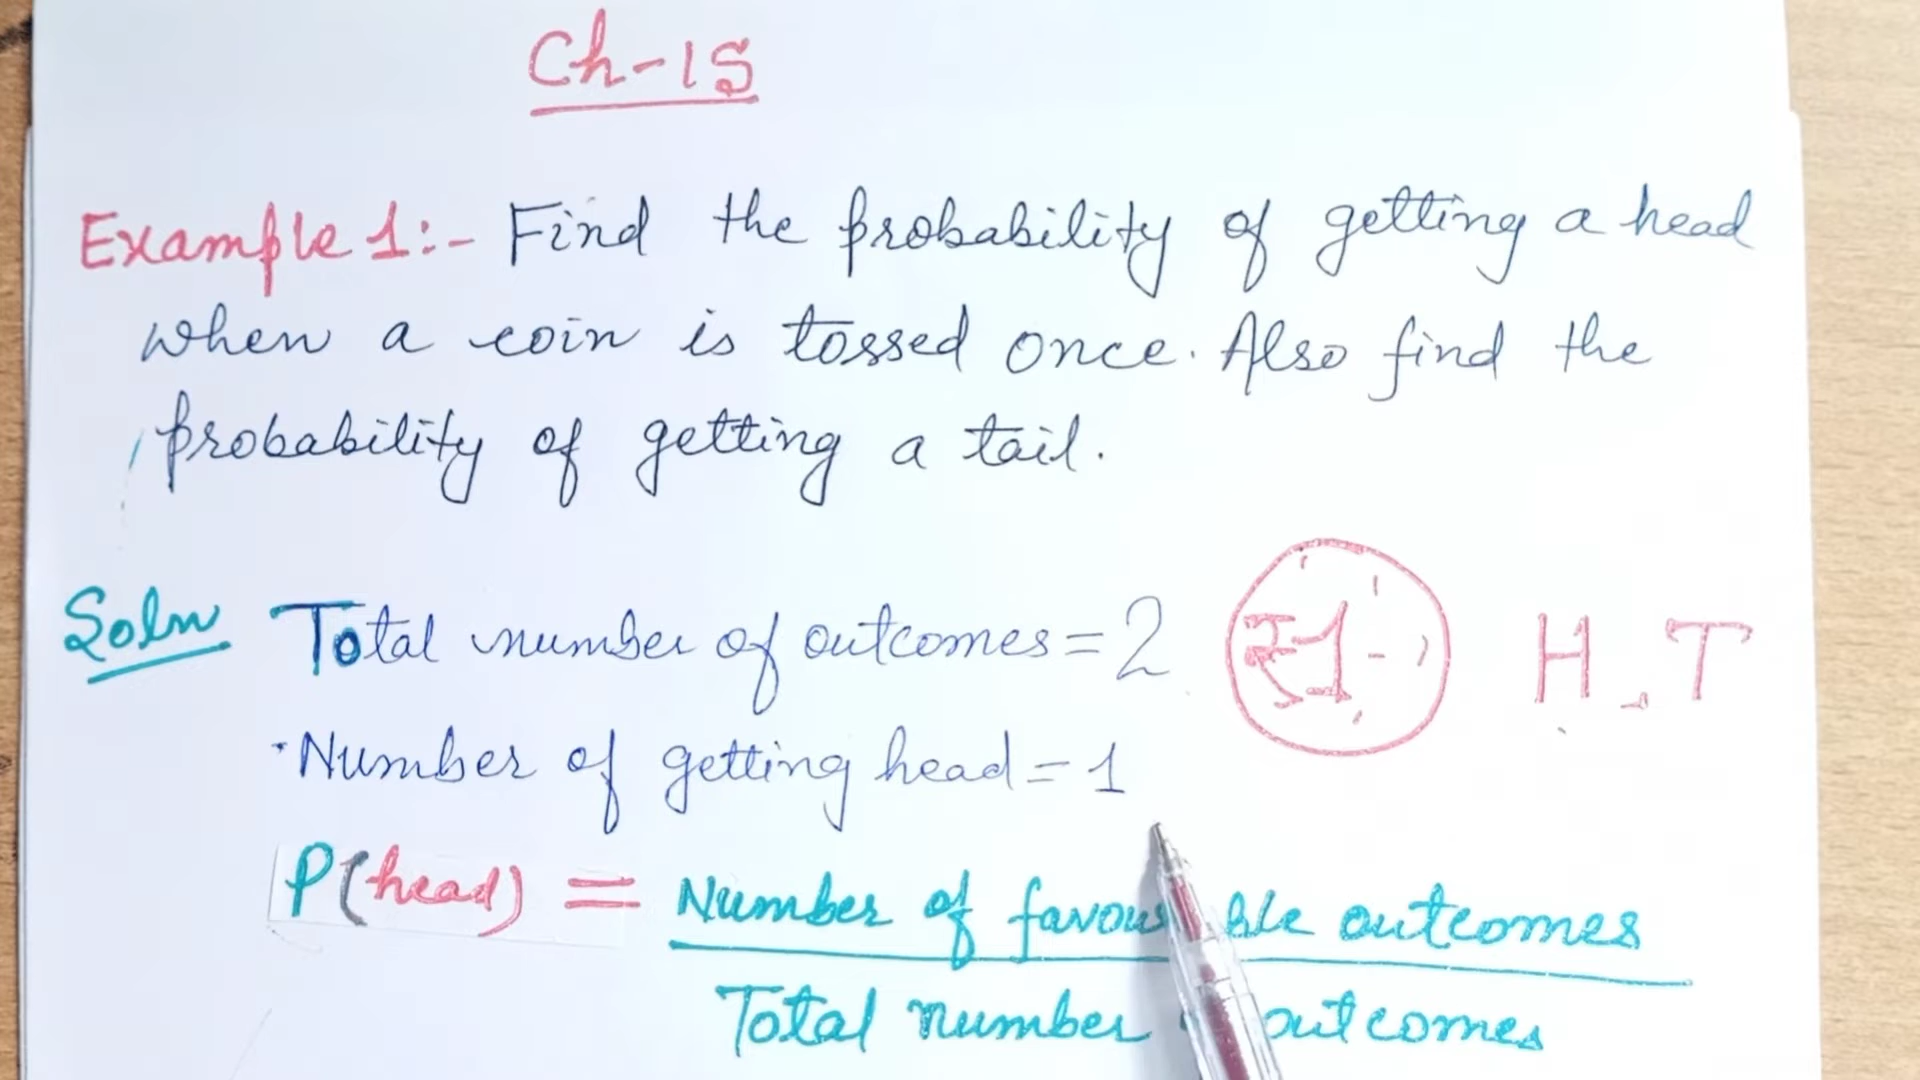 Ch-15
Example 1:- Find the probability of getting a head
when a coin is tossed once. Also find the
probability of getting a tail.
Soln Total number of outcomes = 2 ₹1 H, T
Number of getting head = 1
P(head) = Number of favourable outcomes
Total number outcomes